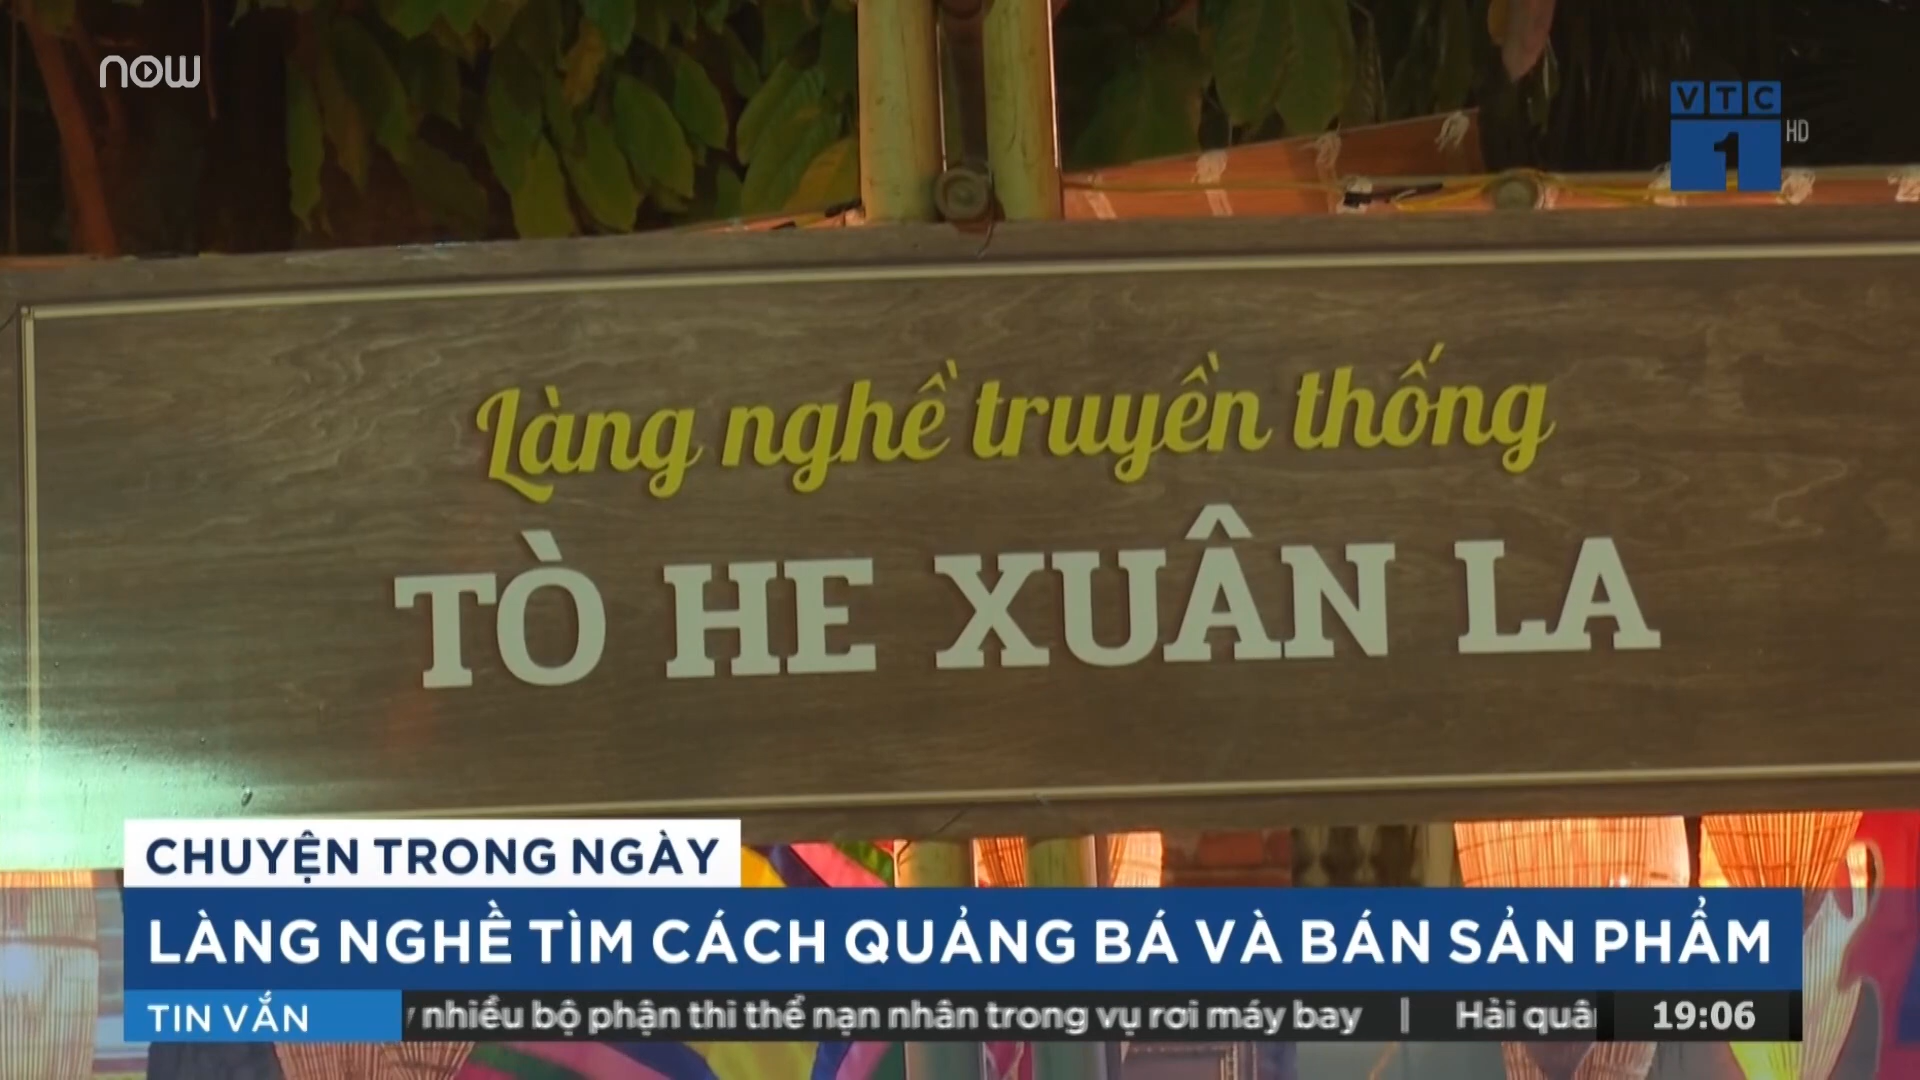 now
VTC
1 HD
Làng nghề truyền thống
TÒ HE XUÂN LA
CHUYỆN TRONG NGÀY
LÀNG NGHỀ TÌM CÁCH QUẢNG BÁ VÀ BÁN SẢN PHẨM
TIN VẮN
nhiều bộ phận thi thể nạn nhân trong vụ rơi máy bay | Hải quâ
19:06